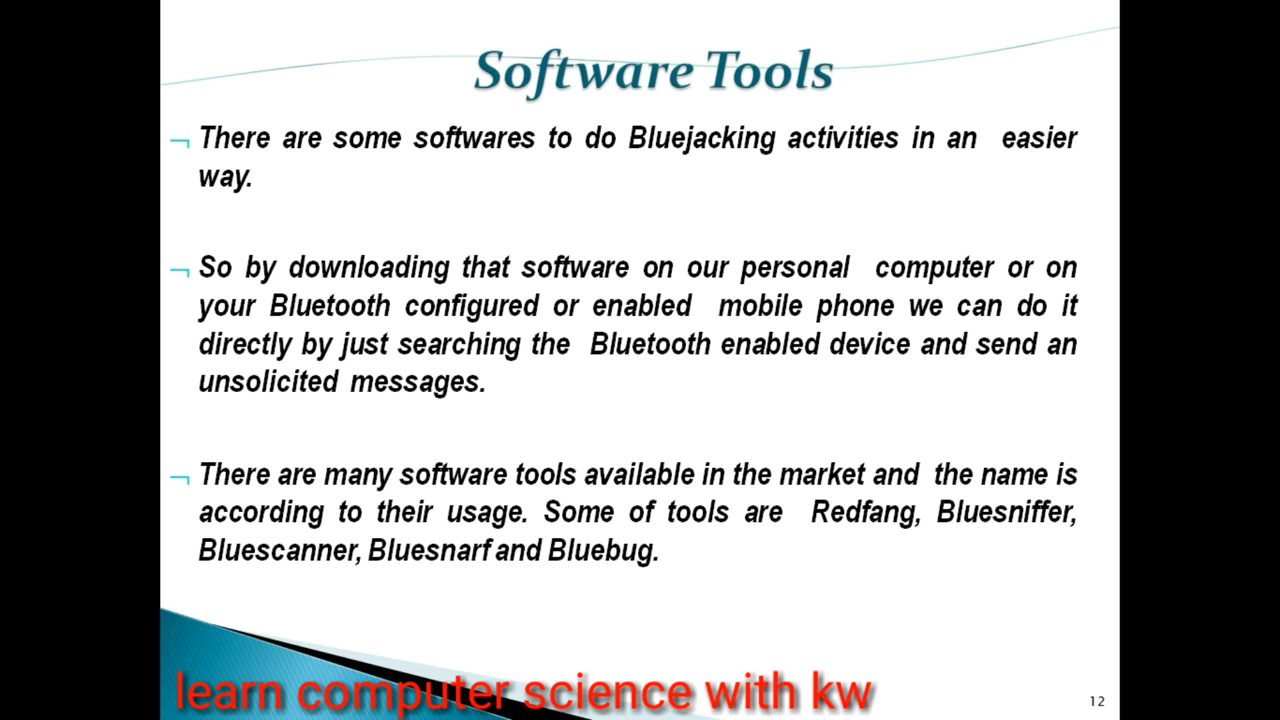 Software Tools
There are some softwares to do Bluejacking activities in an easier
way.
So by downloading that software on our personal computer or on
your Bluetooth configured or enabled mobile phone we can do it
directly by just searching the Bluetooth enabled device and send an
unsolicited messages.
There are many software tools available in the market and the name is
according to their usage. Some of tools are Redfang, Bluesniffer,
Bluescanner, Bluesnarf and Bluebug.
learn computer science with kw
12